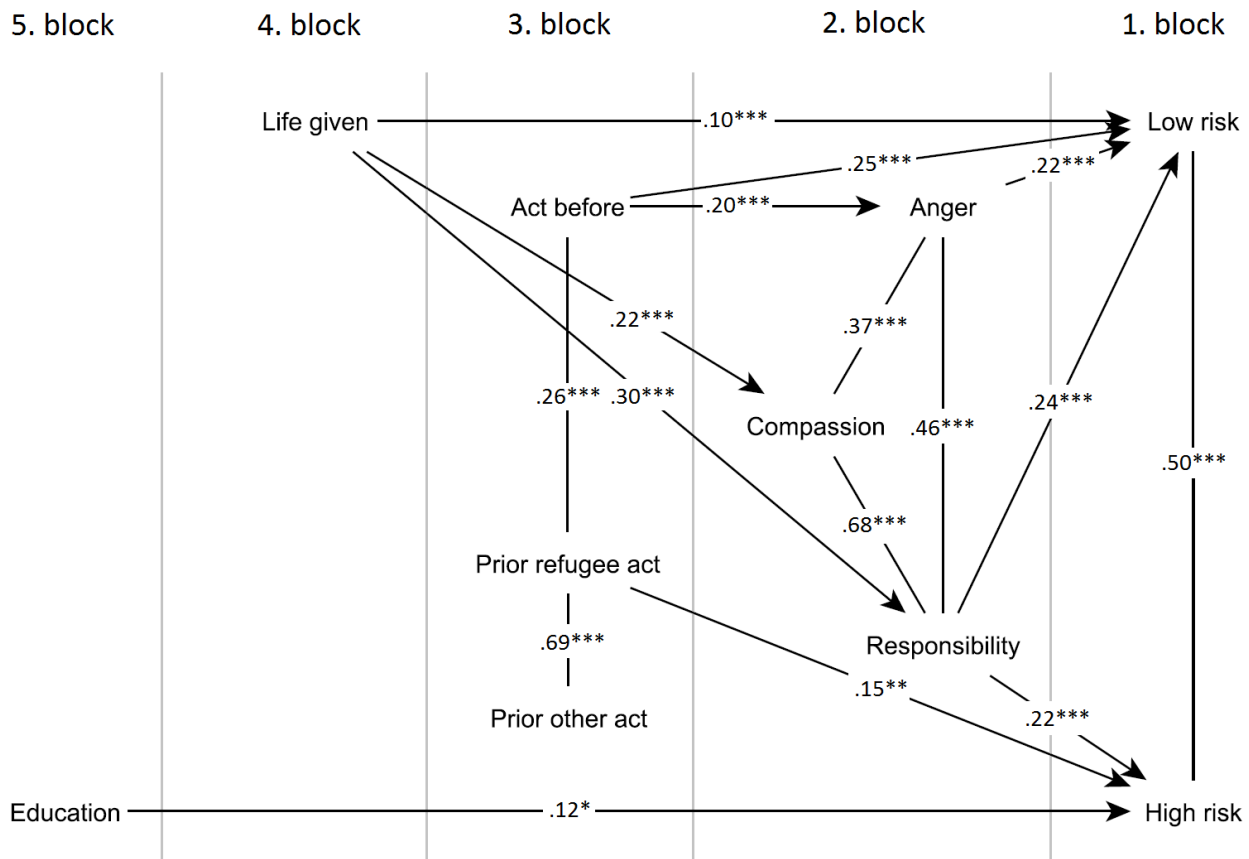 5. block
4. block
3. block
2. block
1. block
Life given
.10***
Low risk
.25***
.22***
Act before
.20***
Anger
.22***
.37***
.26***
.30***
.24***
Compassion
.46***
.50***
.68***
Prior refugee act
.69***
Responsibility
.15**
.22***
Prior other act
Education
.12*
High risk